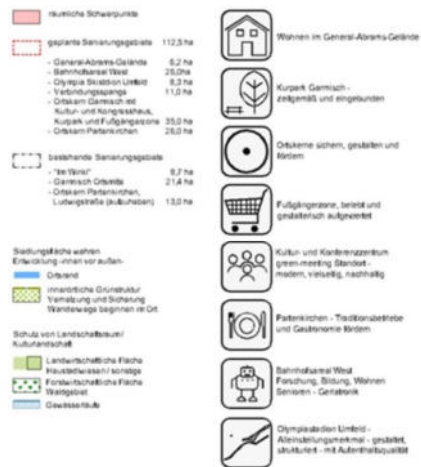 räumliche Schwerpunkte
geplante Sanierungsgebiete 112,5 ha
- General-Abrams-Gelände 6,2 ha
- Bahnhofsareal West 26,0ha
- Olympia Skistadion Umfeld 8,3 ha
- Verbindungsspange 11,0 ha
- Ortskern Garmisch mit
Kultur- und Kongresshaus,
Kurpark und Fußgängerzone 35,0 ha
- Ortskern Partenkirchen 26,0 ha
bestehende Sanierungsgebiete
- "Im Winkl" 8,7 ha
- Garmisch Ortsmitte 21,4 ha
- Ortskern Partenkirchen,
Ludwigstraße (aufzuheben) 13,0 ha
Siedlungsfläche wahren
Entwicklung -innen vor außen-
Ortsrand
innerörtliche Grünstruktur
Vernetzung und Sicherung
Wanderwege beginnen im Ort
Schutz von Landschaftsraum/
Kulturlandschaft
Landwirtschaftliche Fläche
Heustadlwiesen / sonstige
Forstwirtschaftliche Fläche
Waldgebiet
Gewässerläufe
Wohnen im General-Abrams-Gelände
Kurpark Garmisch -
zeitgemäß und eingebunden
Ortskerne sichern, gestalten und
fördern
Fußgängerzone, belebt und
gestalterisch aufgewertet
Kultur- und Konferenzzentrum
green-meeting Standort -
modern, vielseitig, nachhaltig
Partenkirchen - Traditionsbetriebe
und Gastronomie fördern
Bahnhofsareal West
Forschung, Bildung, Wohnen
Senioren - Geriatronik
Olympiastadion Umfeld -
Alleinstellungsmerkmal - gestaltet,
strukturiert - mit Aufenthaltsqualität